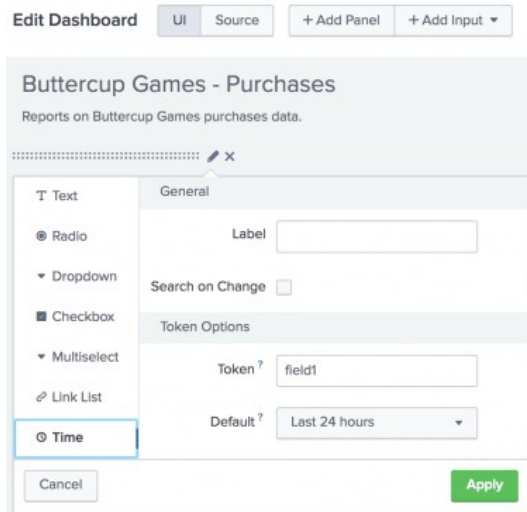 Edit Dashboard UI Source + Add Panel + Add Input
Buttercup Games - Purchases
Reports on Buttercup Games purchases data.
T Text
Radio
Dropdown
Checkbox
Multiselect
Link List
Time
General
Label
Search on Change
Token Options
Token ? field1
Default ? Last 24 hours
Cancel Apply